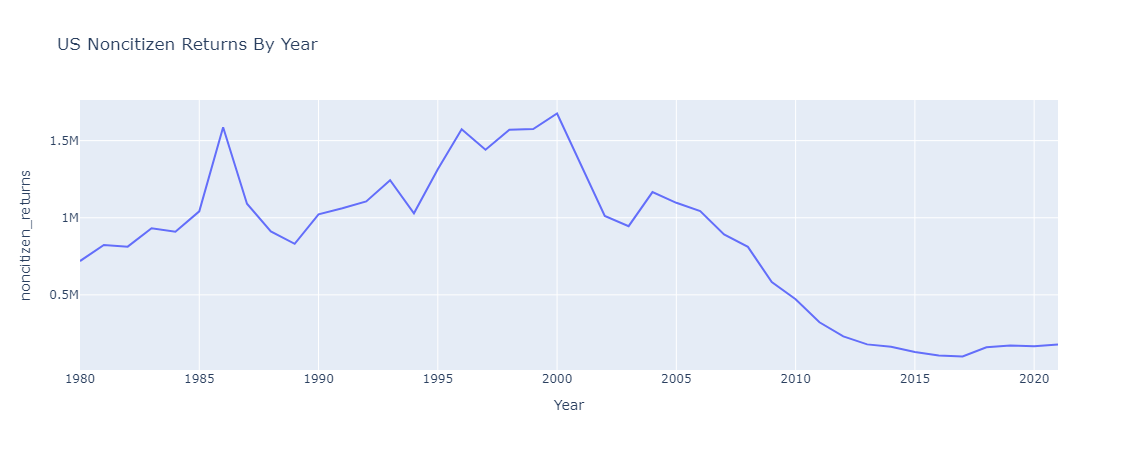 US Noncitizen Returns By Year
1.5M
1M
0.5M
noncitizen_returns
1980 1985 1990 1995 2000 2005 2010 2015 2020
Year